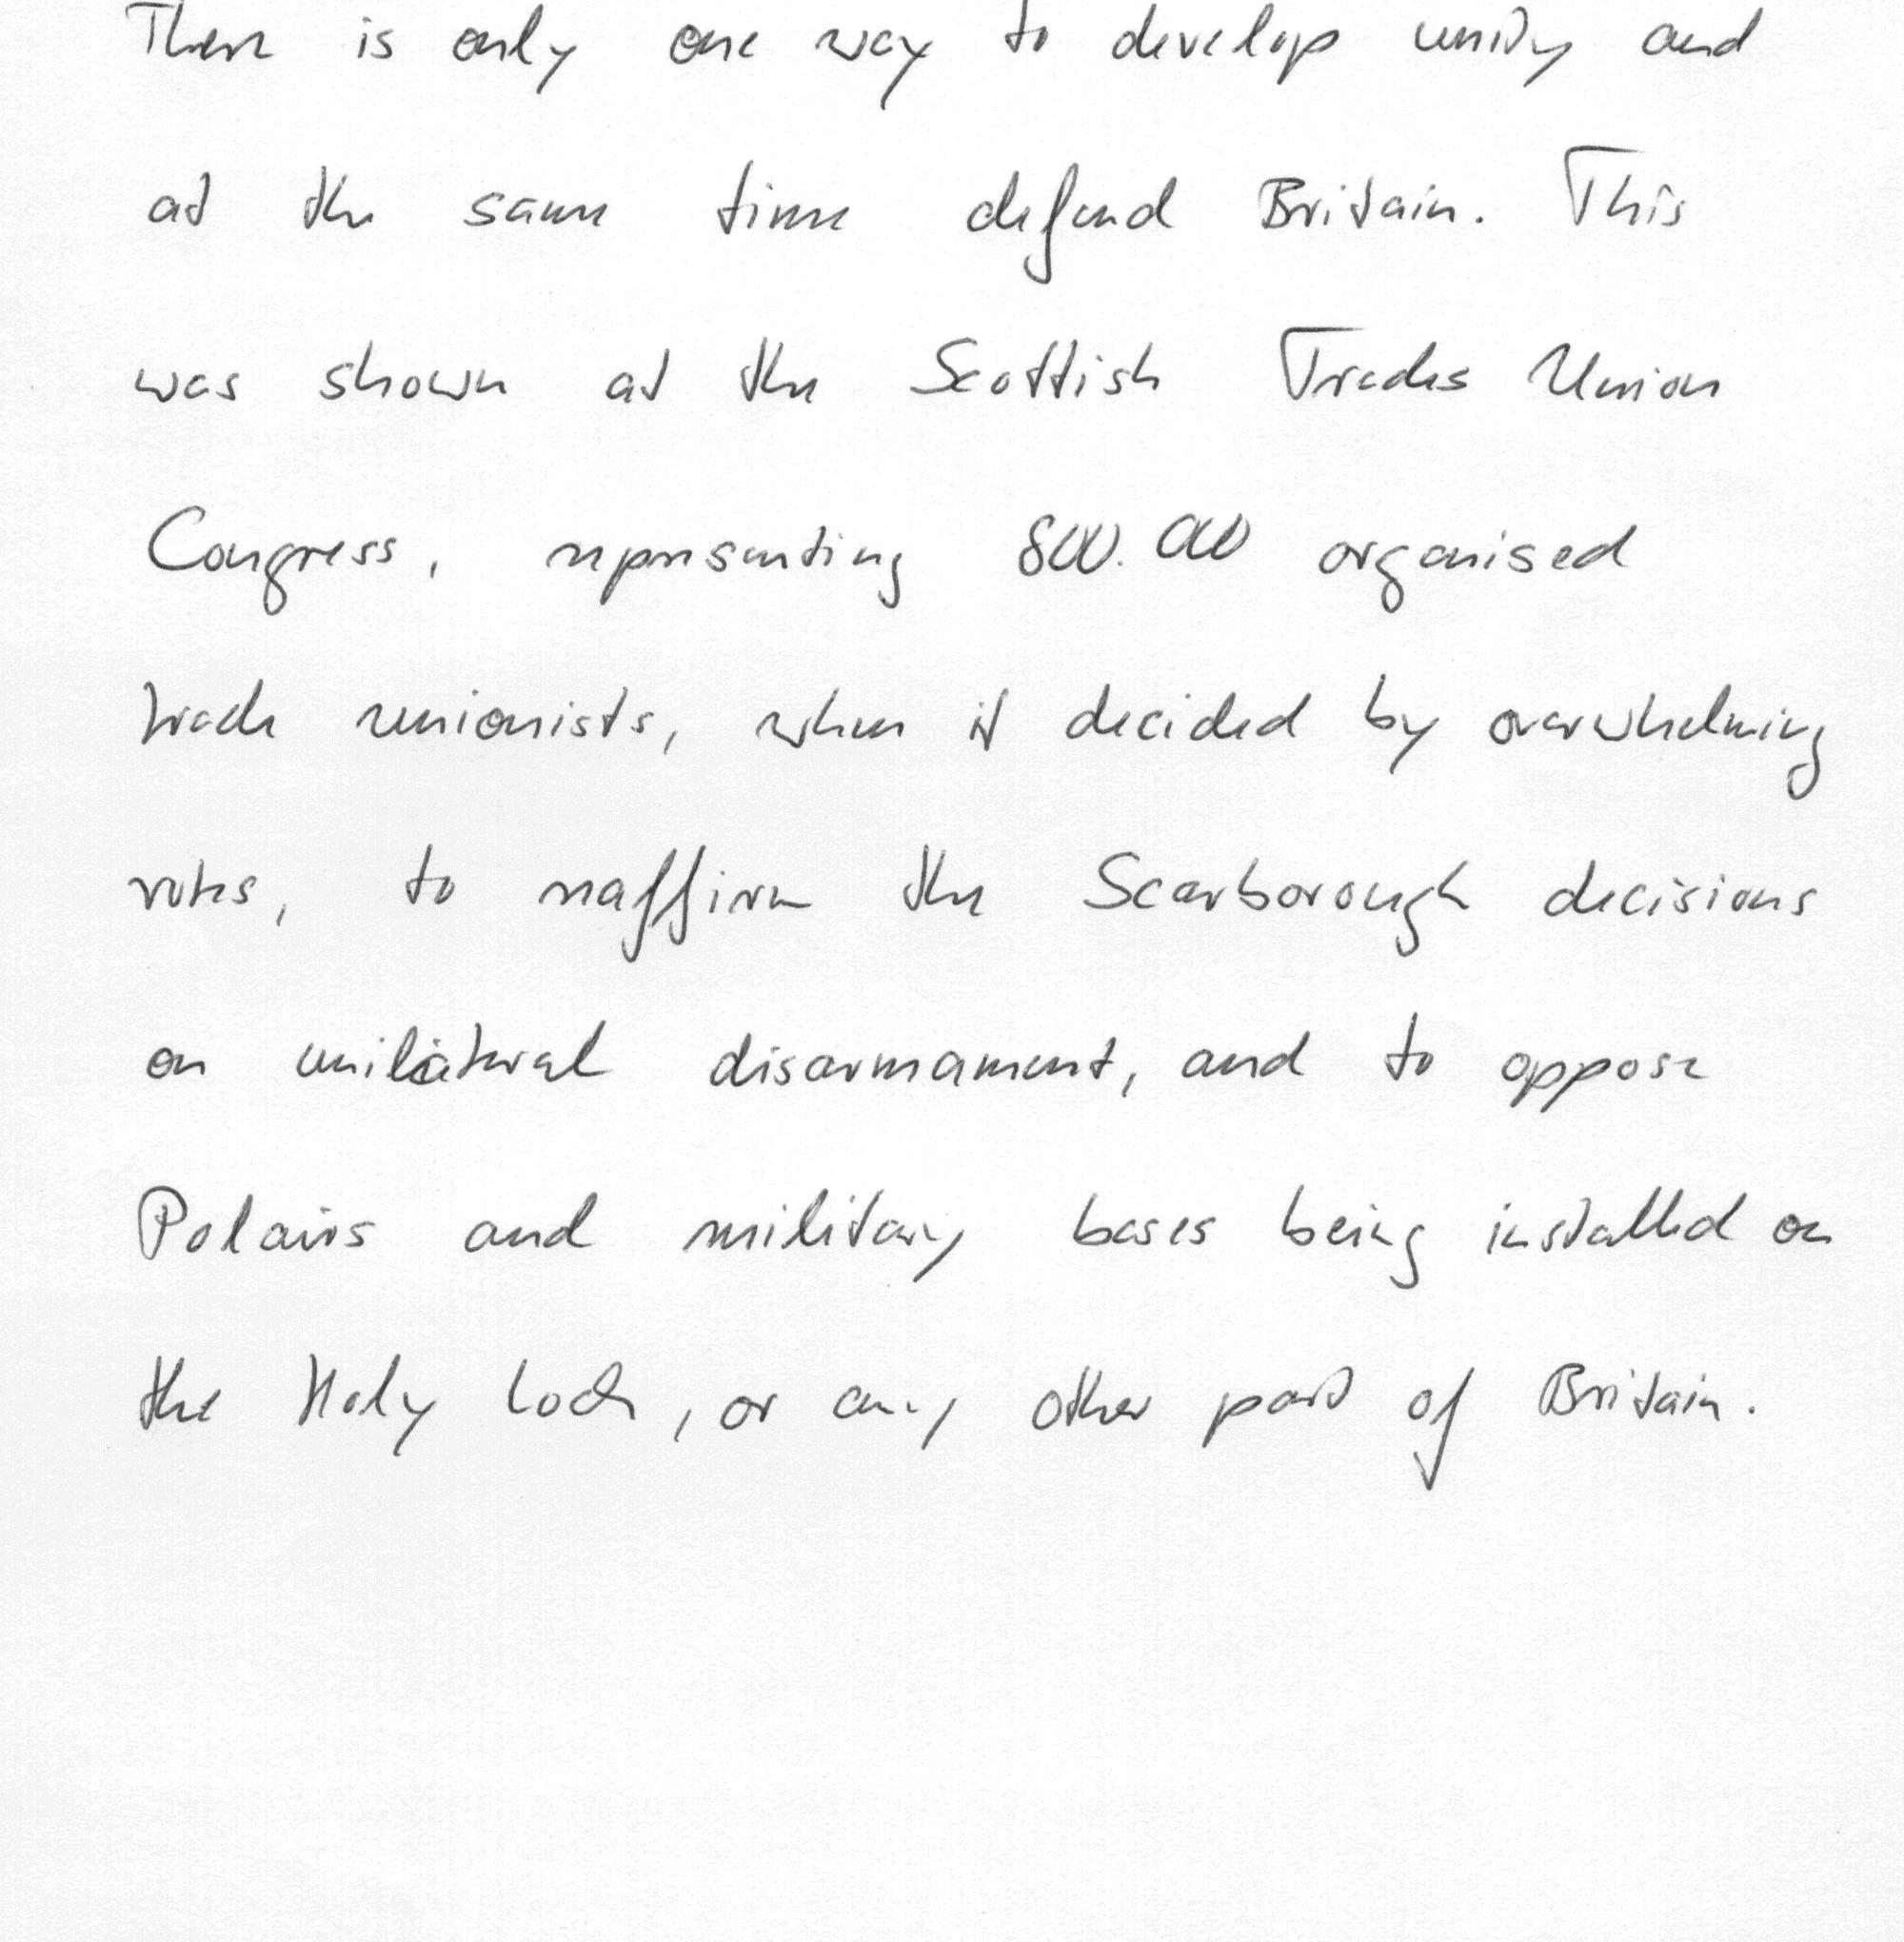 There is only one way to develop unity and
at the same time defend Britain. This
was shown at the Scottish Trades Union
Congress, representing 800.000 organised
trade unionists, when it decided by overwhelming
votes, to reaffirm the Scarborough decisions
on unilateral disarmament, and to oppose
Polairs and military bases being installed on
the Holy Loch, or any other part of Britain.